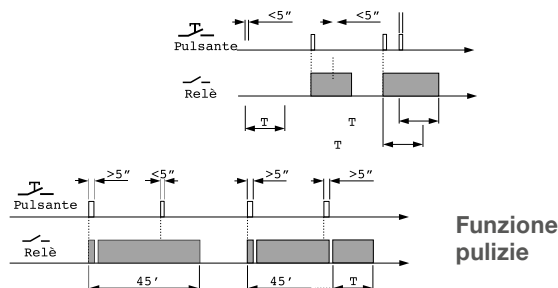 <5″ <5″
Pulsante
Relè
T T
T
>5″ <5″ >5″ >5″
Pulsante
Relè
45′ 45′ T
Funzione
pulizie